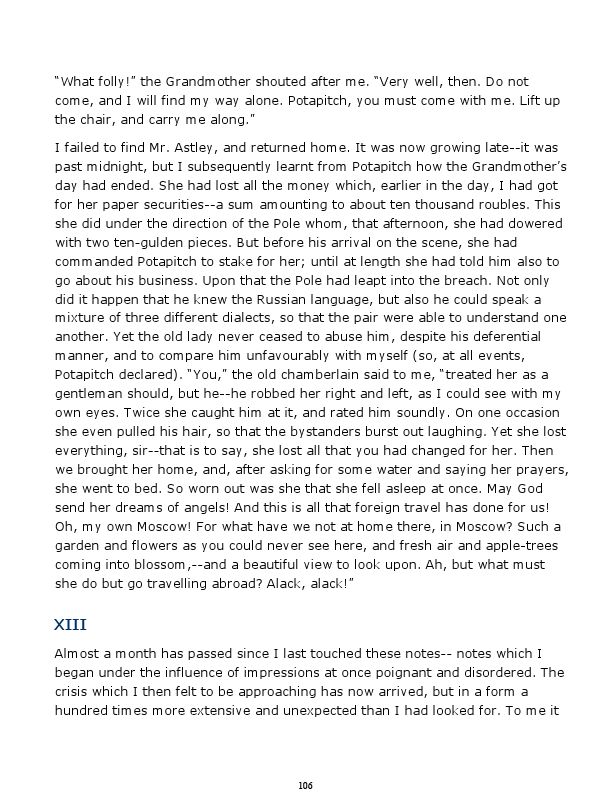 “What folly!” the Grandmother shouted after me. “Very well, then. Do not
come, and I will find my way alone. Potapitch, you must come with me. Lift up
the chair, and carry me along.”
I failed to find Mr. Astley, and returned home. It was now growing late--it was
past midnight, but I subsequently learnt from Potapitch how the Grandmother’s
day had ended. She had lost all the money which, earlier in the day, I had got
for her paper securities--a sum amounting to about ten thousand roubles. This
she did under the direction of the Pole whom, that afternoon, she had dowered
with two ten-gulden pieces. But before his arrival on the scene, she had
commanded Potapitch to stake for her; until at length she had told him also to
go about his business. Upon that the Pole had leapt into the breach. Not only
did it happen that he knew the Russian language, but also he could speak a
mixture of three different dialects, so that the pair were able to understand one
another. Yet the old lady never ceased to abuse him, despite his deferential
manner, and to compare him unfavourably with myself (so, at all events,
Potapitch declared). “You,” the old chamberlain said to me, “treated her as a
gentleman should, but he--he robbed her right and left, as I could see with my
own eyes. Twice she caught him at it, and rated him soundly. On one occasion
she even pulled his hair, so that the bystanders burst out laughing. Yet she lost
everything, sir--that is to say, she lost all that you had changed for her. Then
we brought her home, and, after asking for some water and saying her prayers,
she went to bed. So worn out was she that she fell asleep at once. May God
send her dreams of angels! And this is all that foreign travel has done for us!
Oh, my own Moscow! For what have we not at home there, in Moscow? Such a
garden and flowers as you could never see here, and fresh air and apple-trees
coming into blossom,--and a beautiful view to look upon. Ah, but what must
she do but go travelling abroad? Alack, alack!”
XIII
Almost a month has passed since I last touched these notes-- notes which I
began under the influence of impressions at once poignant and disordered. The
crisis which I then felt to be approaching has now arrived, but in a form a
hundred times more extensive and unexpected than I had looked for. To me it
106